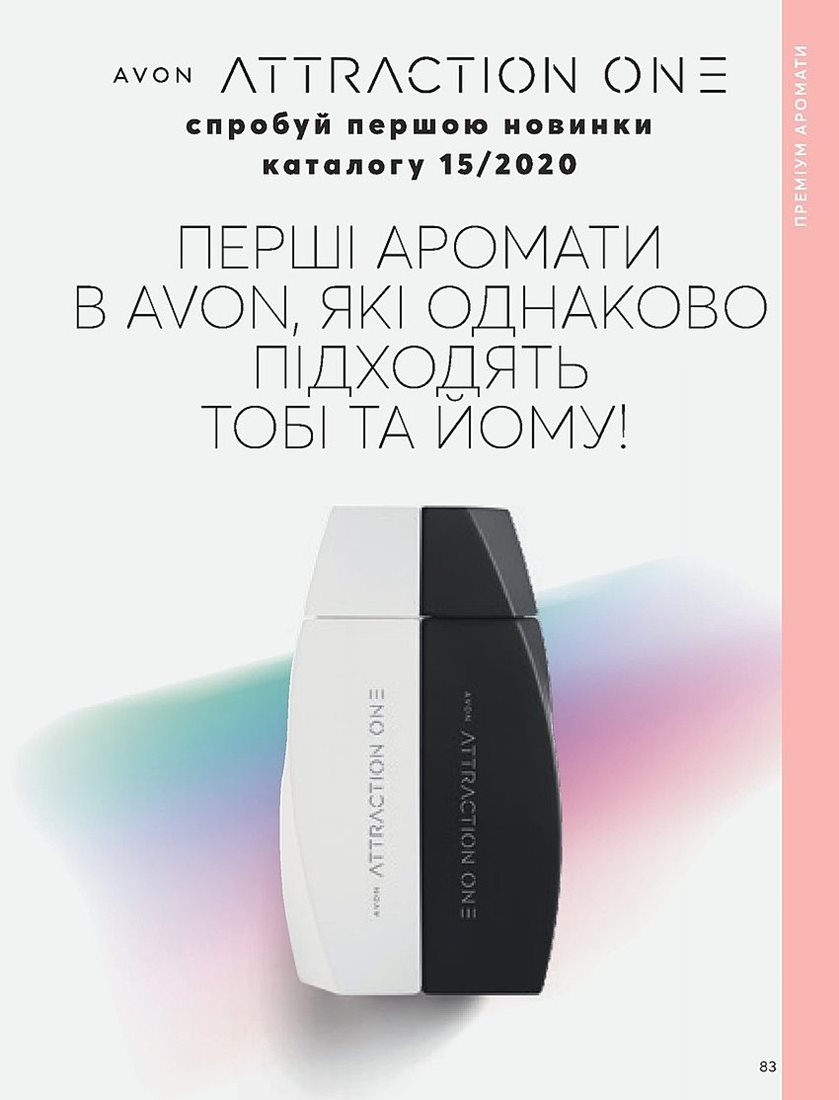 AVON ATTRACTION ONE
спробуй першою новинки
каталогу 15/2020
ПЕРШІ АРОМАТИ
В AVON, ЯКІ ОДНАКОВО
ПІДХОДЯТЬ
ТОБІ ТА ЙОМУ!
ПРЕМІУМ АРОМАТИ
AVON ATTRACTION ONE
AVON ATTRACTION ONE
83